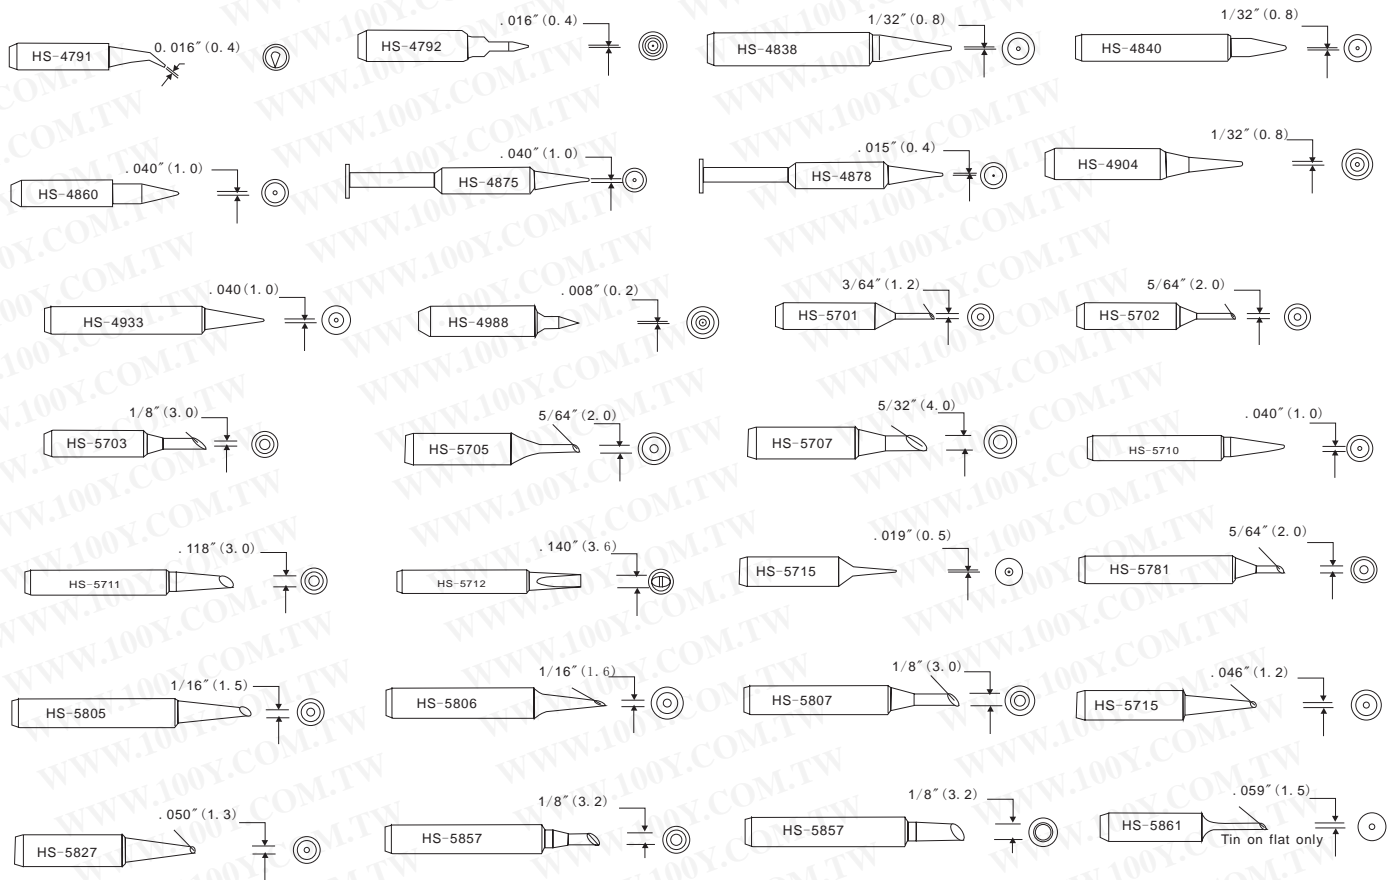 HS-4791
0.016"(0.4)
HS-4792
.016"(0.4)
HS-4838
1/32"(0.8)
HS-4840
1/32"(0.8)
HS-4860
.040"(1.0)
HS-4875
.040"(1.0)
HS-4878
.015"(0.4)
HS-4904
1/32"(0.8)
HS-4933
.040(1.0)
HS-4988
.008"(0.2)
HS-5701
3/64"(1.2)
HS-5702
5/64"(2.0)
HS-5703
1/8"(3.0)
HS-5705
5/64"(2.0)
HS-5707
5/32"(4.0)
HS-5710
.040"(1.0)
HS-5711
.118"(3.0)
HS-5712
.140"(3.6)
HS-5715
.019"(0.5)
HS-5781
5/64"(2.0)
HS-5805
1/16"(1.5)
HS-5806
1/16"(1.6)
HS-5807
1/8"(3.0)
HS-5715
.046"(1.2)
HS-5827
.050"(1.3)
HS-5857
1/8"(3.2)
HS-5857
1/8"(3.2)
HS-5861
.059"(1.5)
Tin on flat only
WWW.100Y.COM.TW